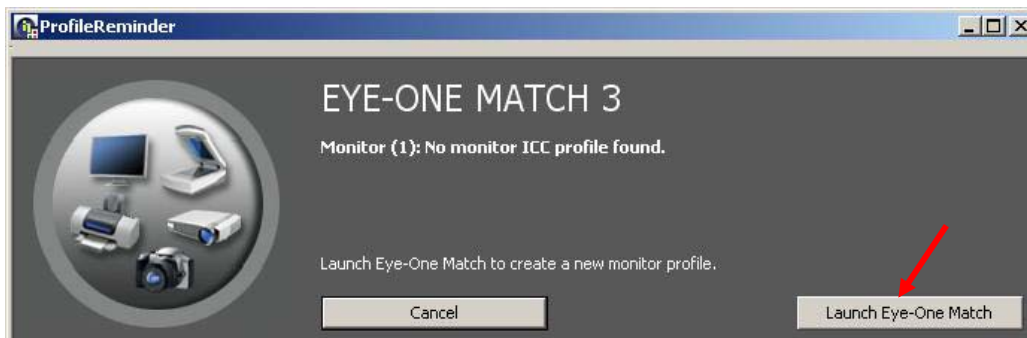 ProfileReminder
EYE-ONE MATCH 3
Monitor (1): No monitor ICC profile found.
Launch Eye-One Match to create a new monitor profile.
Cancel
Launch Eye-One Match